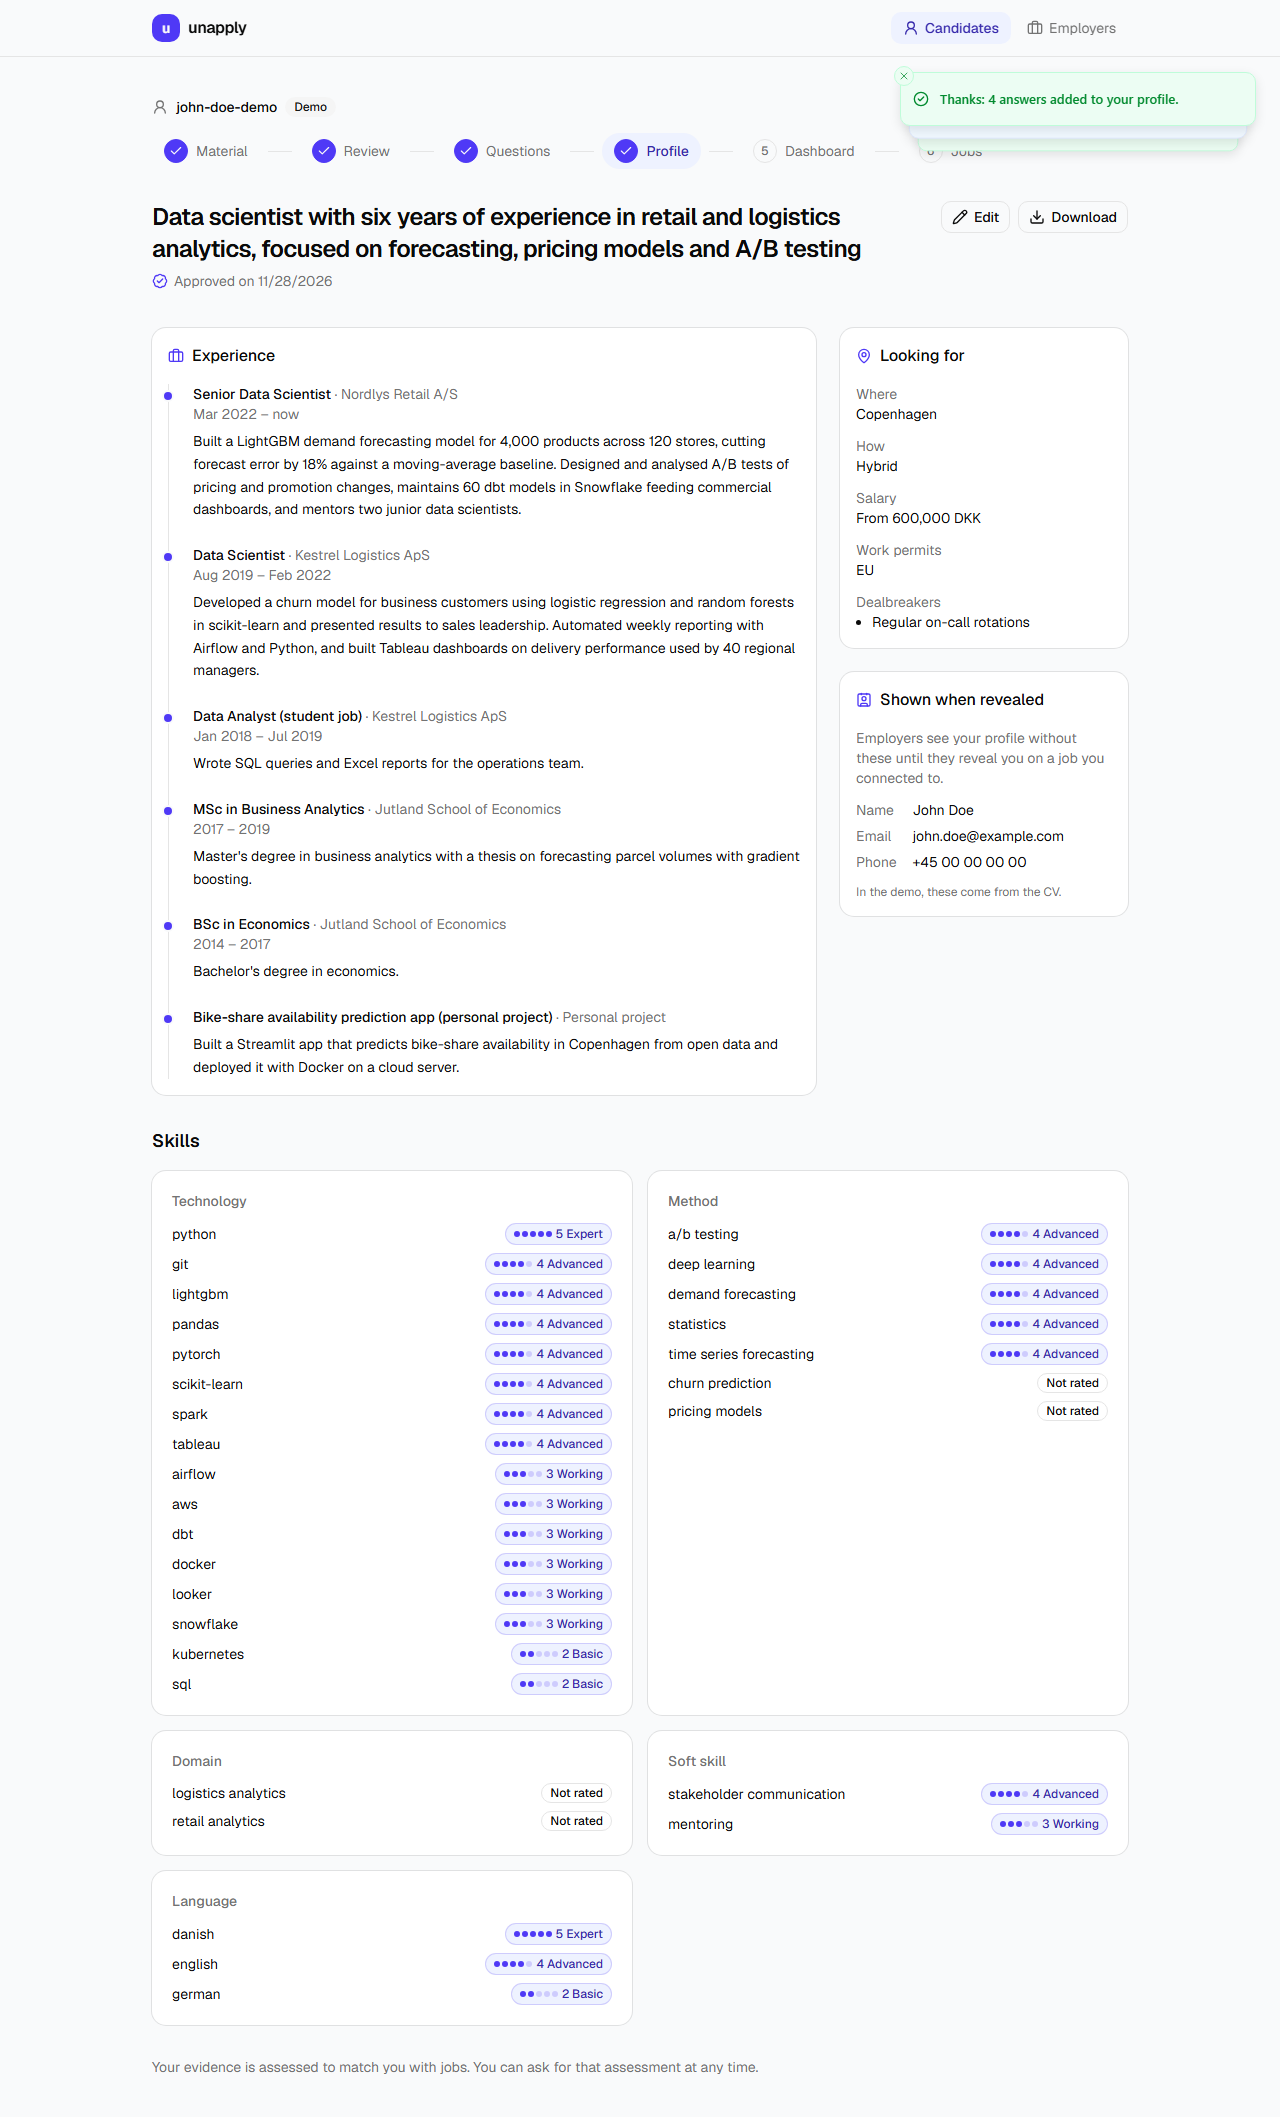 u unapply
Candidates
Employers
Thanks: 4 answers added to your profile.
john-doe-demo Demo
Material
Review
Questions
Profile
5 Dashboard
Jobs
Data scientist with six years of experience in retail and logistics
analytics, focused on forecasting, pricing models and A/B testing
Edit
Download
Approved on 11/28/2026
Experience
Senior Data Scientist · Nordlys Retail A/S
Mar 2022 – now
Built a LightGBM demand forecasting model for 4,000 products across 120 stores, cutting
forecast error by 18% against a moving-average baseline. Designed and analysed A/B tests of
pricing and promotion changes, maintains 60 dbt models in Snowflake feeding commercial
dashboards, and mentors two junior data scientists.
Data Scientist · Kestrel Logistics ApS
Aug 2019 – Feb 2022
Developed a churn model for business customers using logistic regression and random forests
in scikit-learn and presented results to sales leadership. Automated weekly reporting with
Airflow and Python, and built Tableau dashboards on delivery performance used by 40 regional
managers.
Data Analyst (student job) · Kestrel Logistics ApS
Jan 2018 – Jul 2019
Wrote SQL queries and Excel reports for the operations team.
MSc in Business Analytics · Jutland School of Economics
2017 – 2019
Master's degree in business analytics with a thesis on forecasting parcel volumes with gradient
boosting.
BSc in Economics · Jutland School of Economics
2014 – 2017
Bachelor's degree in economics.
Bike-share availability prediction app (personal project) · Personal project
Built a Streamlit app that predicts bike-share availability in Copenhagen from open data and
deployed it with Docker on a cloud server.
Looking for
Where
Copenhagen
How
Hybrid
Salary
From 600,000 DKK
Work permits
EU
Dealbreakers
• Regular on-call rotations
Shown when revealed
Employers see your profile without
these until they reveal you on a job you
connected to.
Name John Doe
Email john.doe@example.com
Phone +45 00 00 00 00
In the demo, these come from the CV.
Skills
Technology
python 5 Expert
git 4 Advanced
lightgbm 4 Advanced
pandas 4 Advanced
pytorch 4 Advanced
scikit-learn 4 Advanced
spark 4 Advanced
tableau 4 Advanced
airflow 3 Working
aws 3 Working
dbt 3 Working
docker 3 Working
looker 3 Working
snowflake 3 Working
kubernetes 2 Basic
sql 2 Basic
Method
a/b testing 4 Advanced
deep learning 4 Advanced
demand forecasting 4 Advanced
statistics 4 Advanced
time series forecasting 4 Advanced
churn prediction Not rated
pricing models Not rated
Domain
logistics analytics Not rated
retail analytics Not rated
Soft skill
stakeholder communication 4 Advanced
mentoring 3 Working
Language
danish 5 Expert
english 4 Advanced
german 2 Basic
Your evidence is assessed to match you with jobs. You can ask for that assessment at any time.